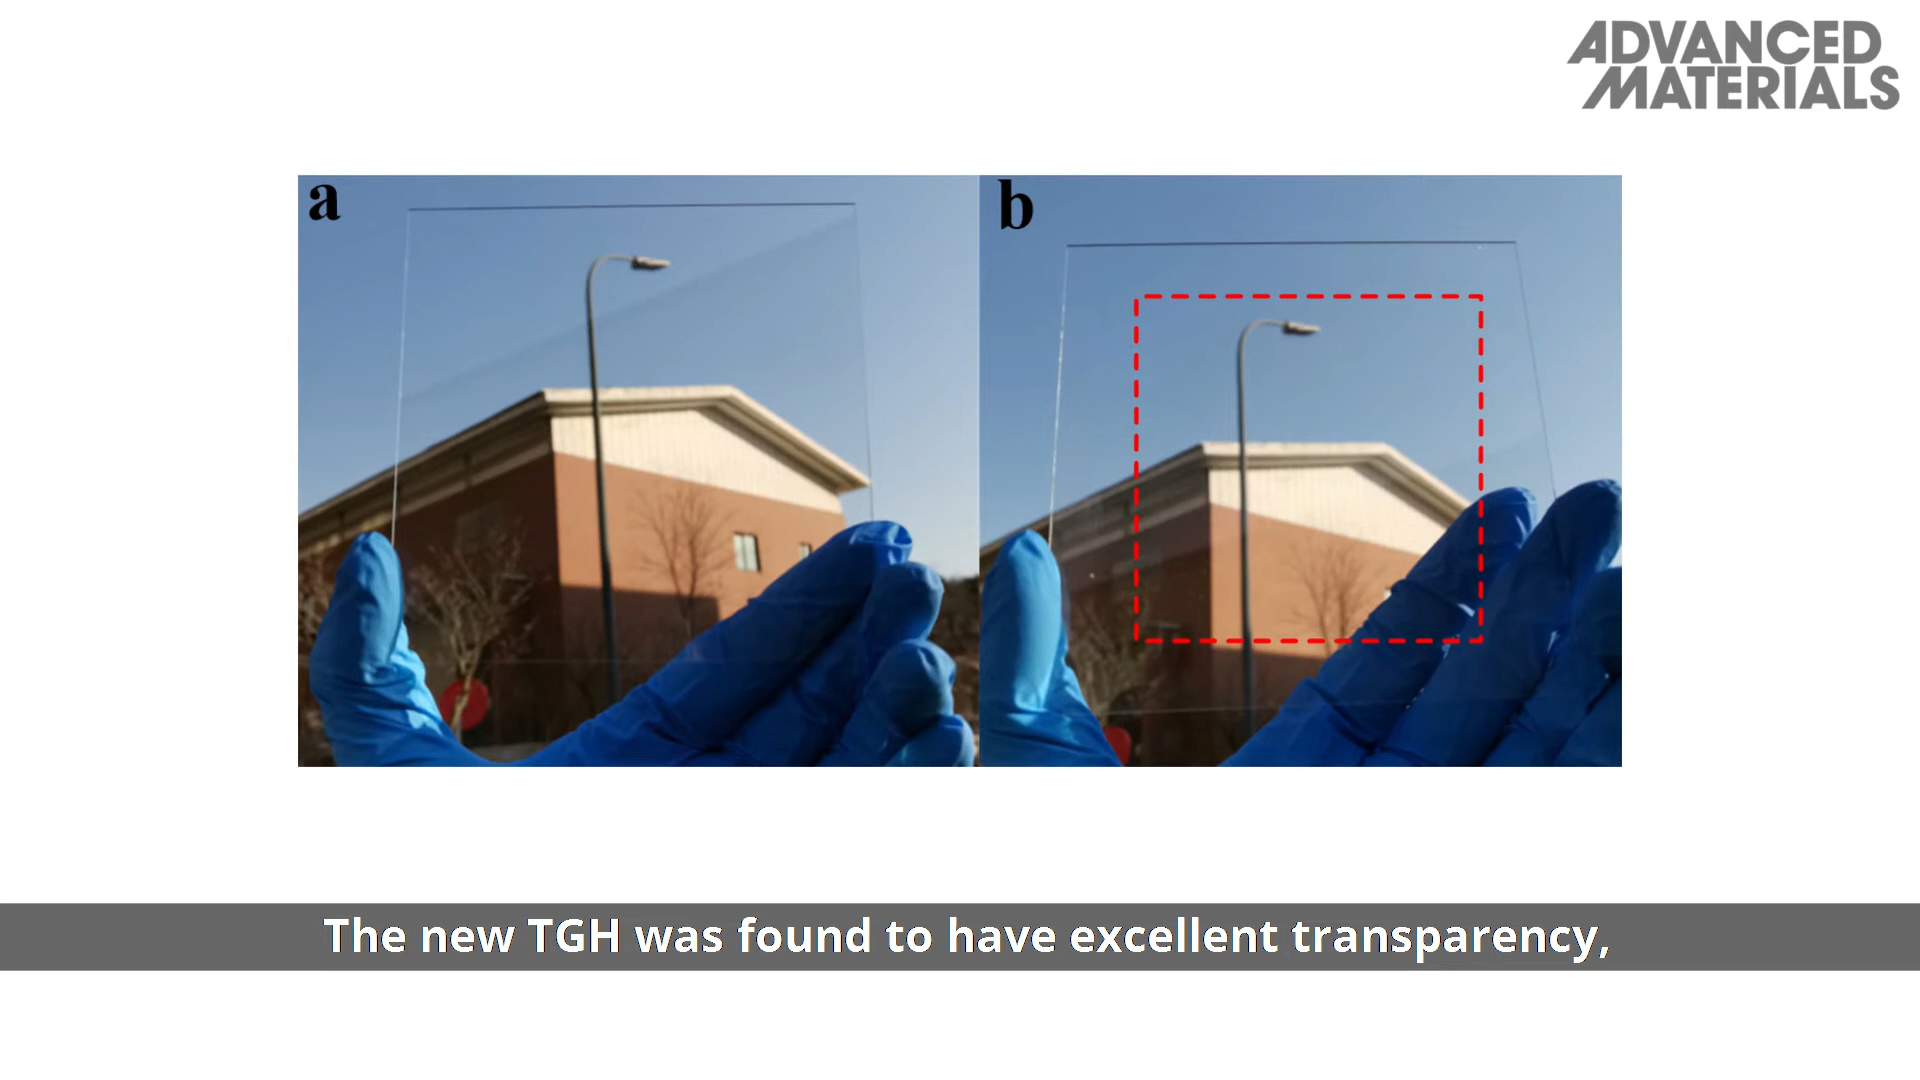 ADVANCED
MATERIALS
a
b
The new TGH was found to have excellent transparency,